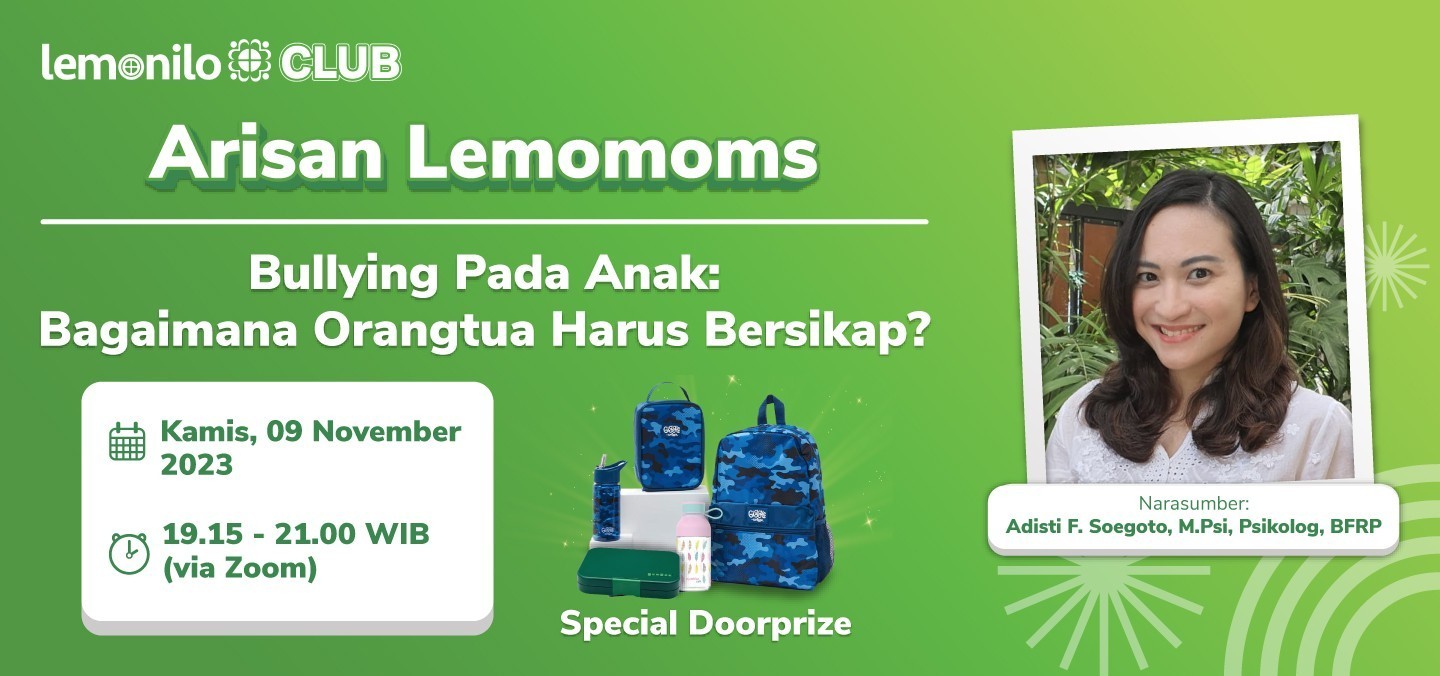 lemonilo CLUB
Arisan Lemomoms
Bullying Pada Anak:
Bagaimana Orangtua Harus Bersikap?
Kamis, 09 November
2023
19.15 - 21.00 WIB
(via Zoom)
Special Doorprize
Narasumber:
Adisti F. Soegoto, M.Psi, Psikolog, BFRP